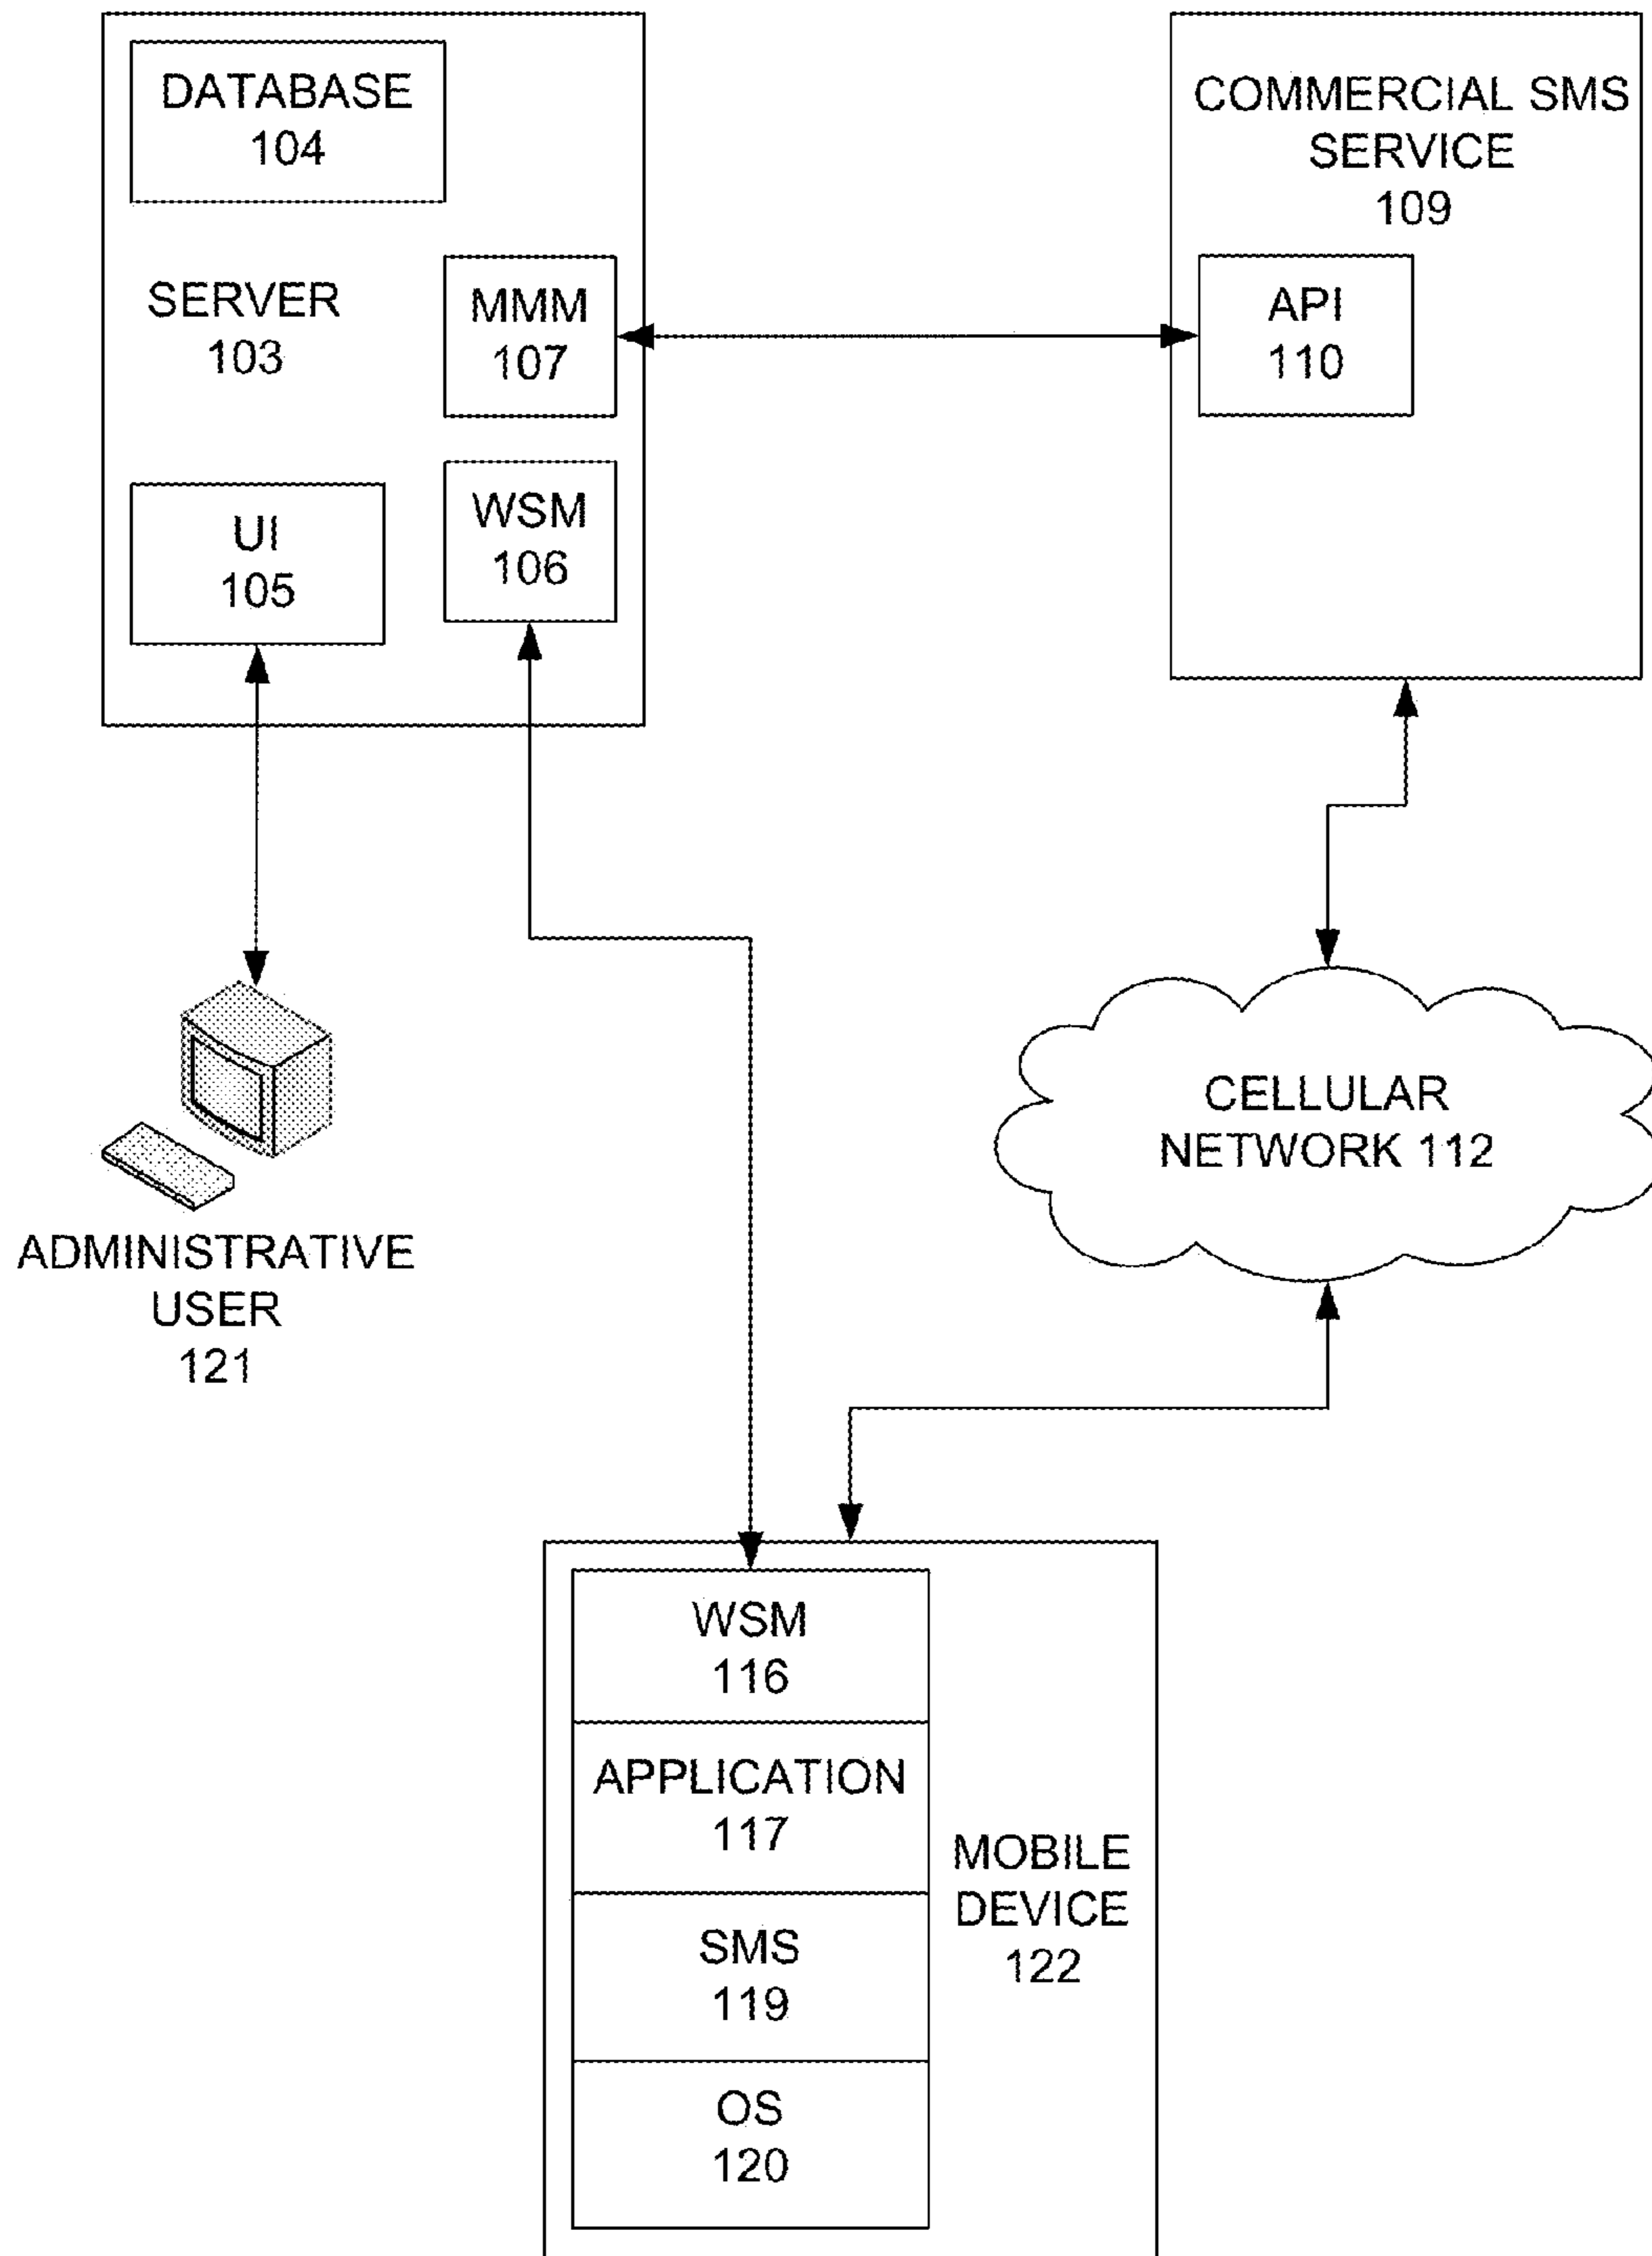 DATABASE
104
SERVER
103
MMM
107
UI
105
WSM
106
COMMERCIAL SMS
SERVICE
109
API
110
ADMINISTRATIVE
USER
121
CELLULAR
NETWORK 112
WSM
116
APPLICATION
117
SMS
119
OS
120
MOBILE
DEVICE
122